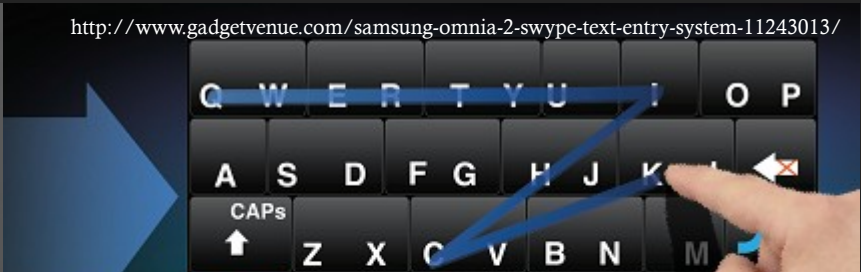 http://www.gadgetvenue.com/samsung-omnia-2-swype-text-entry-system-11243013/
Q W E R T Y U I O P
A S D F G H J K
CAPs
Z X C V B N M